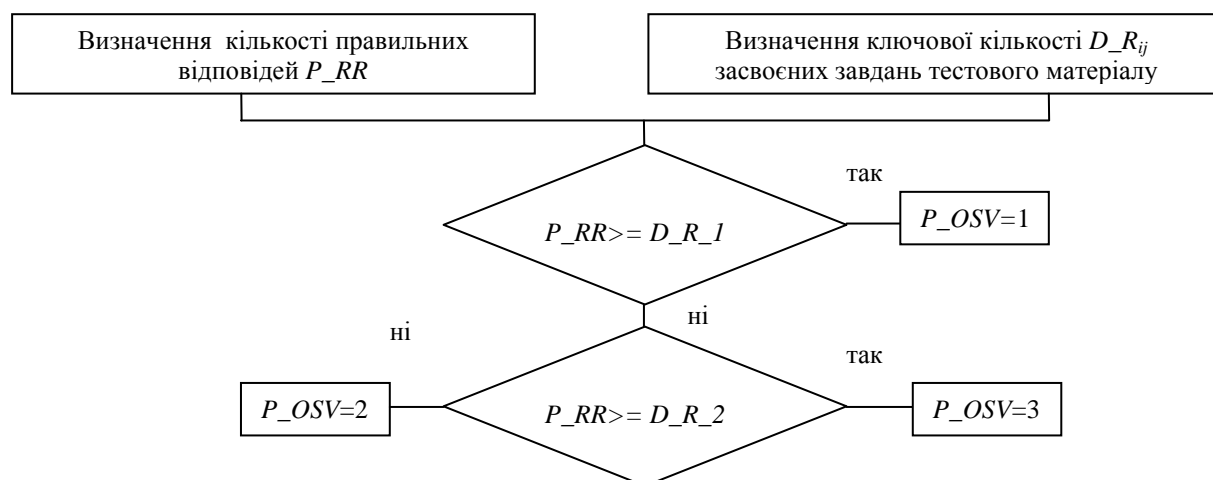 Визначення кількості правильних
відповідей P_RR
Визначення ключової кількості D_Rij
засвоєних завдань тестового матеріалу
так
P_RR>= D_R_1
P_OSV=1
ні
ні
так
P_OSV=2
P_RR>= D_R_2
P_OSV=3